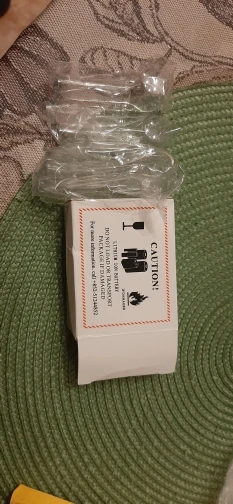 CAUTION!
LITHIUM ION BATTERY
DO NOT LOAD OR TRANSPORT
PACKAGE IF DAMAGED
For more information, call